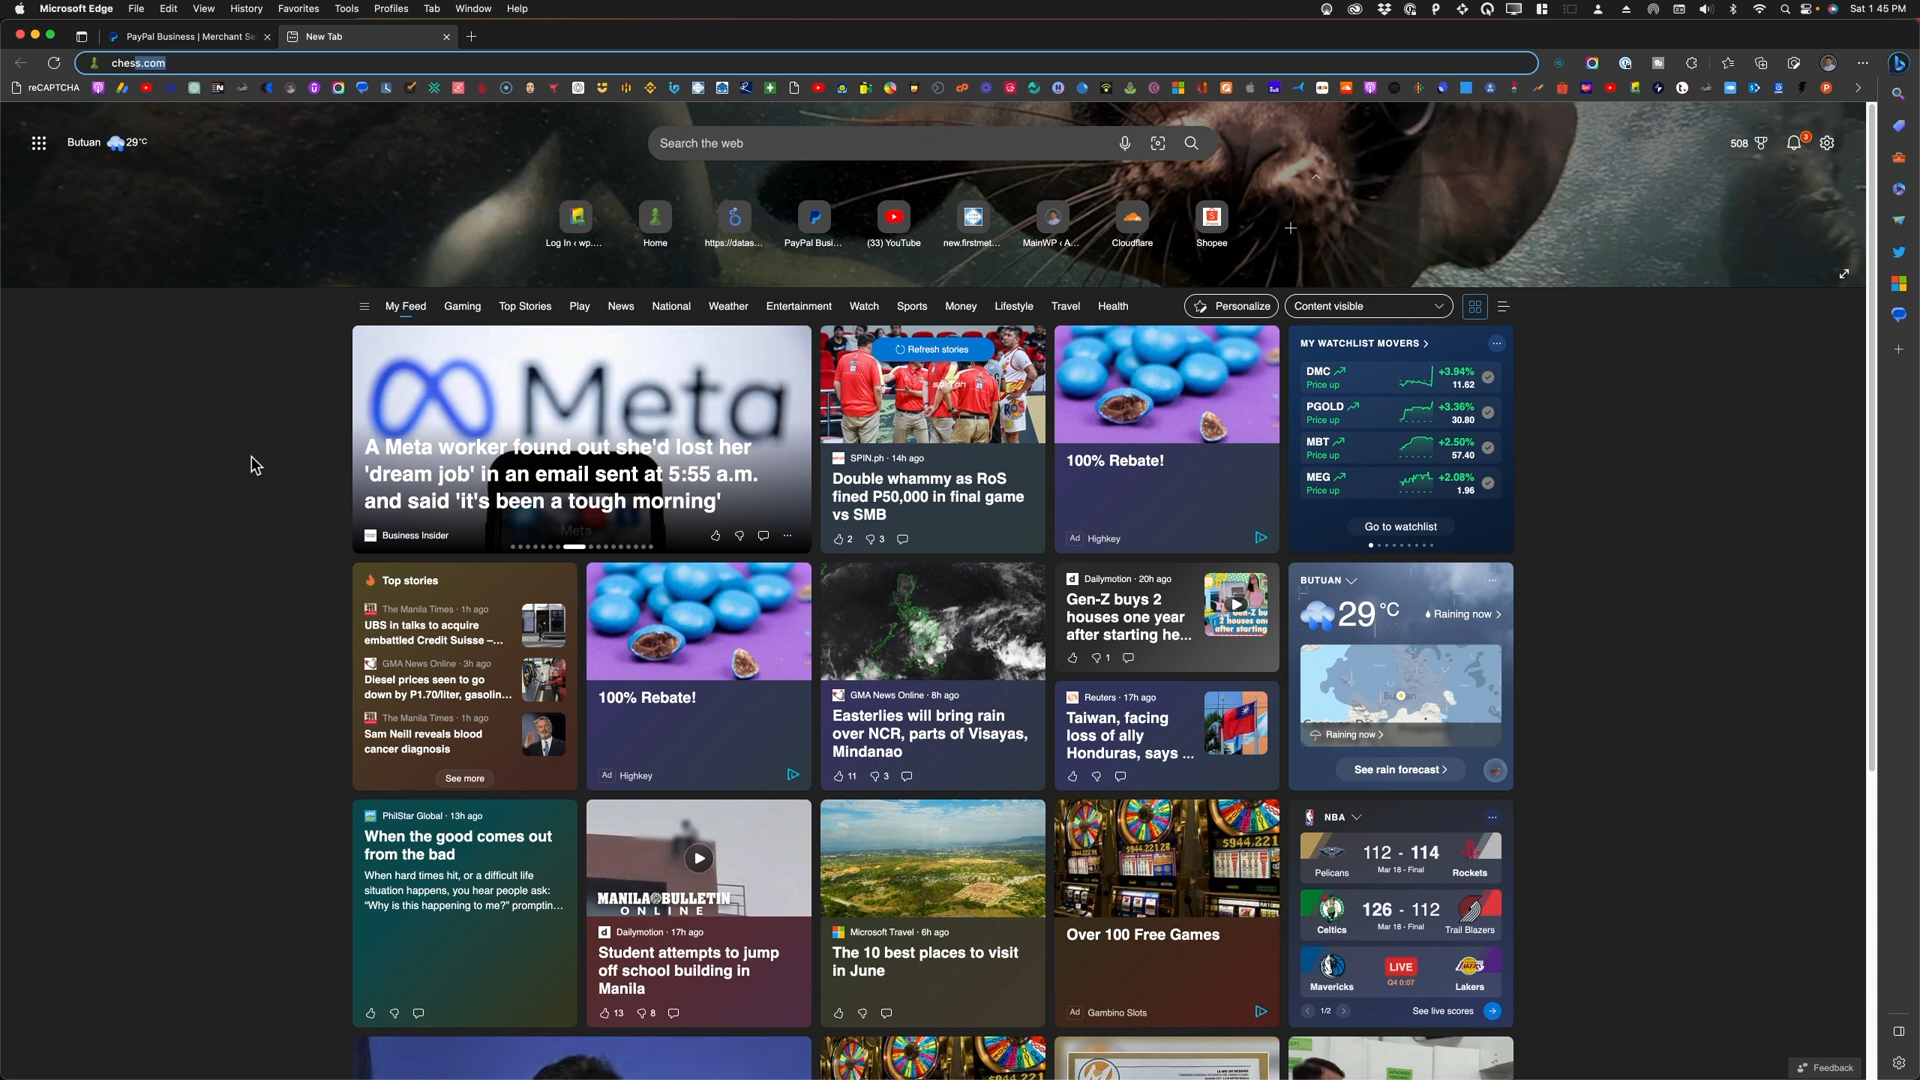 Microsoft Edge File Edit View History Favorites Tools Profiles Tab Window Help Sat 1 45 PM
PayPal Business | Merchant Se New Tab
chess.com
reCAPTCHA
Butuan 29°C
Search the web
508 3
Log In ‹ wp.... Home https://datas... PayPal Busi... (33) YouTube new.firstmet... MainWP ‹ A... Cloudflare Shopee
My Feed Gaming Top Stories Play News National Weather Entertainment Watch Sports Money Lifestyle Travel Health Personalize Content visible
Meta
A Meta worker found out she'd lost her
'dream job' in an email sent at 5:55 a.m.
and said 'it's been a tough morning'
Meta
Business Insider
Refresh stories
SPIN.ph · 14h ago
Double whammy as RoS
fined P50,000 in final game
vs SMB
2 3
100% Rebate!
Ad Highkey
MY WATCHLIST MOVERS
DMC +3.94%
Price up 11.62
PGOLD +3.36%
Price up 30.80
MBT +2.50%
Price up 57.40
MEG +2.08%
Price up 1.96
Go to watchlist
Top stories
The Manila Times · 1h ago
UBS in talks to acquire
embattled Credit Suisse –...
GMA News Online · 3h ago
Diesel prices seen to go
down by P1.70/liter, gasolin...
The Manila Times · 1h ago
Sam Neill reveals blood
cancer diagnosis
See more
100% Rebate!
Ad Highkey
GMA News Online · 8h ago
Easterlies will bring rain
over NCR, parts of Visayas,
Mindanao
11 3
Dailymotion · 20h ago
Gen-Z buys 2
houses one year
after starting he...
1
Reuters · 17h ago
Taiwan, facing
loss of ally
Honduras, says ...
BUTUAN
29 °C Raining now
Raining now
See rain forecast
PhilStar Global · 13h ago
When the good comes out
from the bad
When hard times hit, or a difficult life
situation happens, you hear people ask:
“Why is this happening to me?” promptin...
MANILA BULLETIN
ONLINE
Dailymotion · 17h ago
Student attempts to jump
off school building in
Manila
13 8
Microsoft Travel · 6h ago
The 10 best places to visit
in June
Over 100 Free Games
Ad Gambino Slots
NBA
112 - 114
Pelicans Mar 18 - Final Rockets
126 - 112
Celtics Mar 18 - Final Trail Blazers
LIVE
Mavericks Q4 0:07 Lakers
1/2 See live scores
Feedback